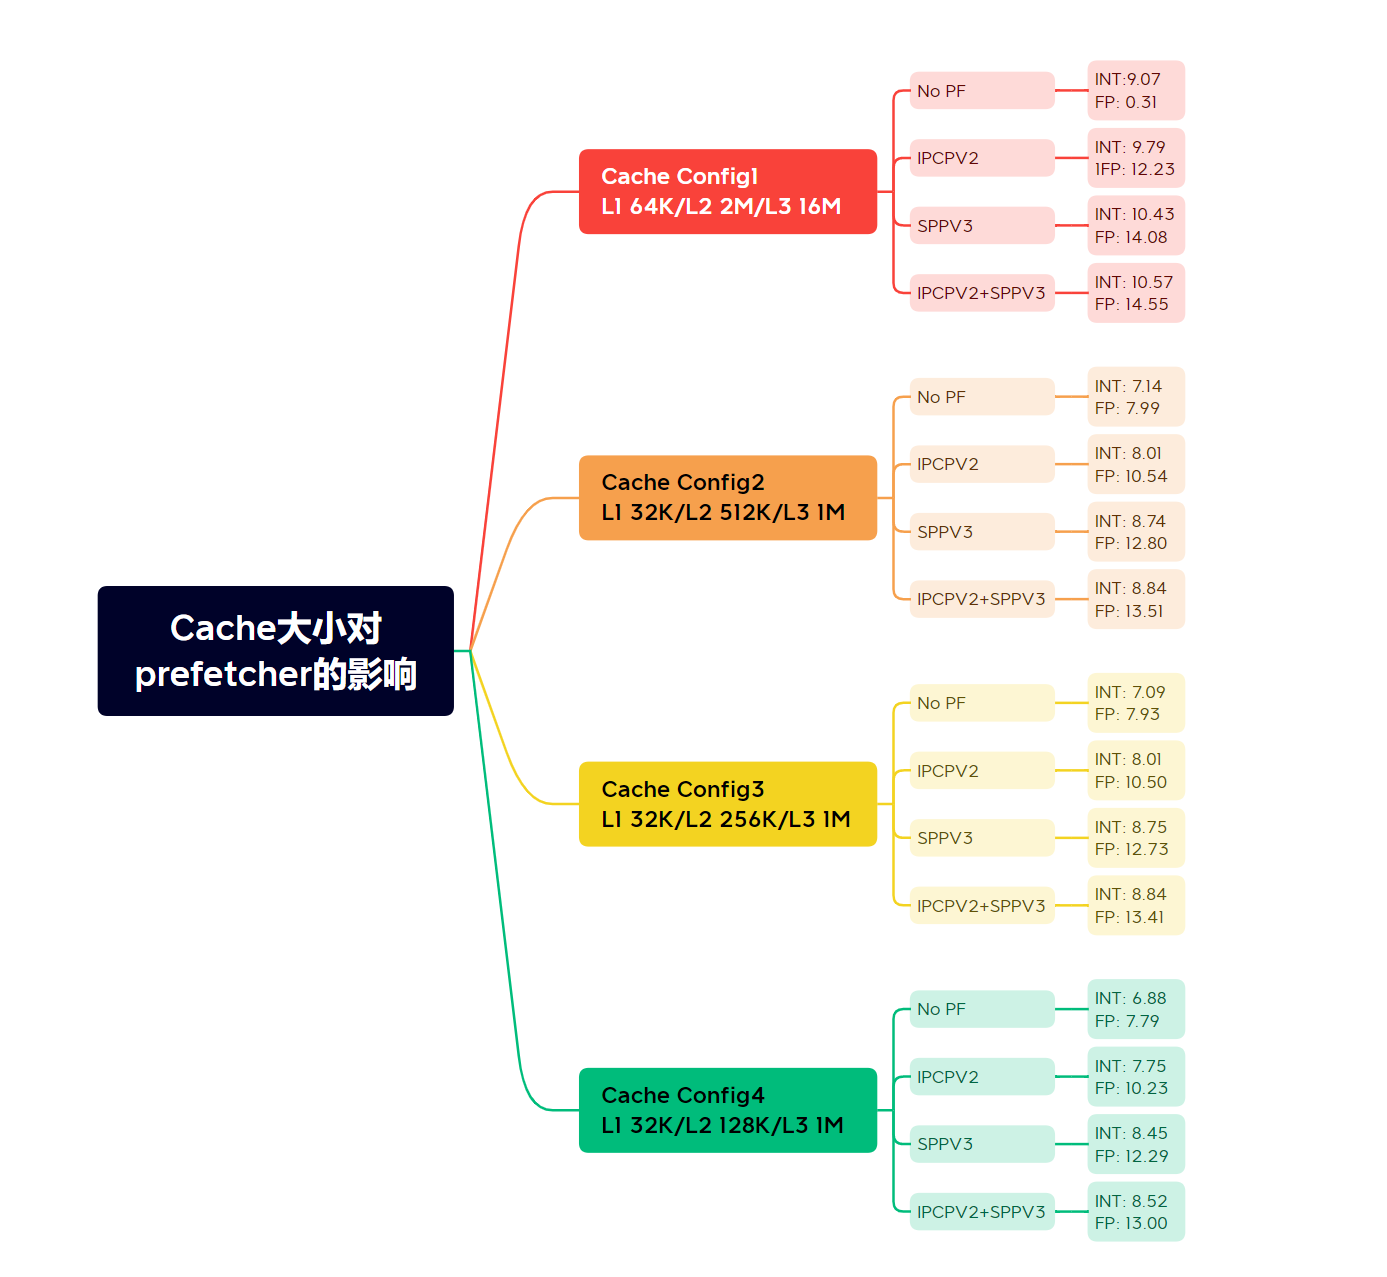 Cache大小对
prefetcher的影响
Cache Config1
L1 64K/L2 2M/L3 16M
No PF
INT:9.07
FP: 0.31
IPCPV2
INT: 9.79
1FP: 12.23
SPPV3
INT: 10.43
FP: 14.08
IPCPV2+SPPV3
INT: 10.57
FP: 14.55
Cache Config2
L1 32K/L2 512K/L3 1M
No PF
INT: 7.14
FP: 7.99
IPCPV2
INT: 8.01
FP: 10.54
SPPV3
INT: 8.74
FP: 12.80
IPCPV2+SPPV3
INT: 8.84
FP: 13.51
Cache Config3
L1 32K/L2 256K/L3 1M
No PF
INT: 7.09
FP: 7.93
IPCPV2
INT: 8.01
FP: 10.50
SPPV3
INT: 8.75
FP: 12.73
IPCPV2+SPPV3
INT: 8.84
FP: 13.41
Cache Config4
L1 32K/L2 128K/L3 1M
No PF
INT: 6.88
FP: 7.79
IPCPV2
INT: 7.75
FP: 10.23
SPPV3
INT: 8.45
FP: 12.29
IPCPV2+SPPV3
INT: 8.52
FP: 13.00